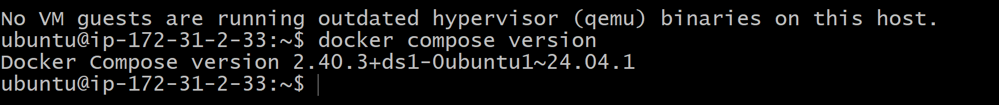 No VM guests are running outdated hypervisor (qemu) binaries on this host.
ubuntu@ip-172-31-2-33:~$ docker compose version
Docker Compose version 2.40.3+ds1-0ubuntu1~24.04.1
ubuntu@ip-172-31-2-33:~$